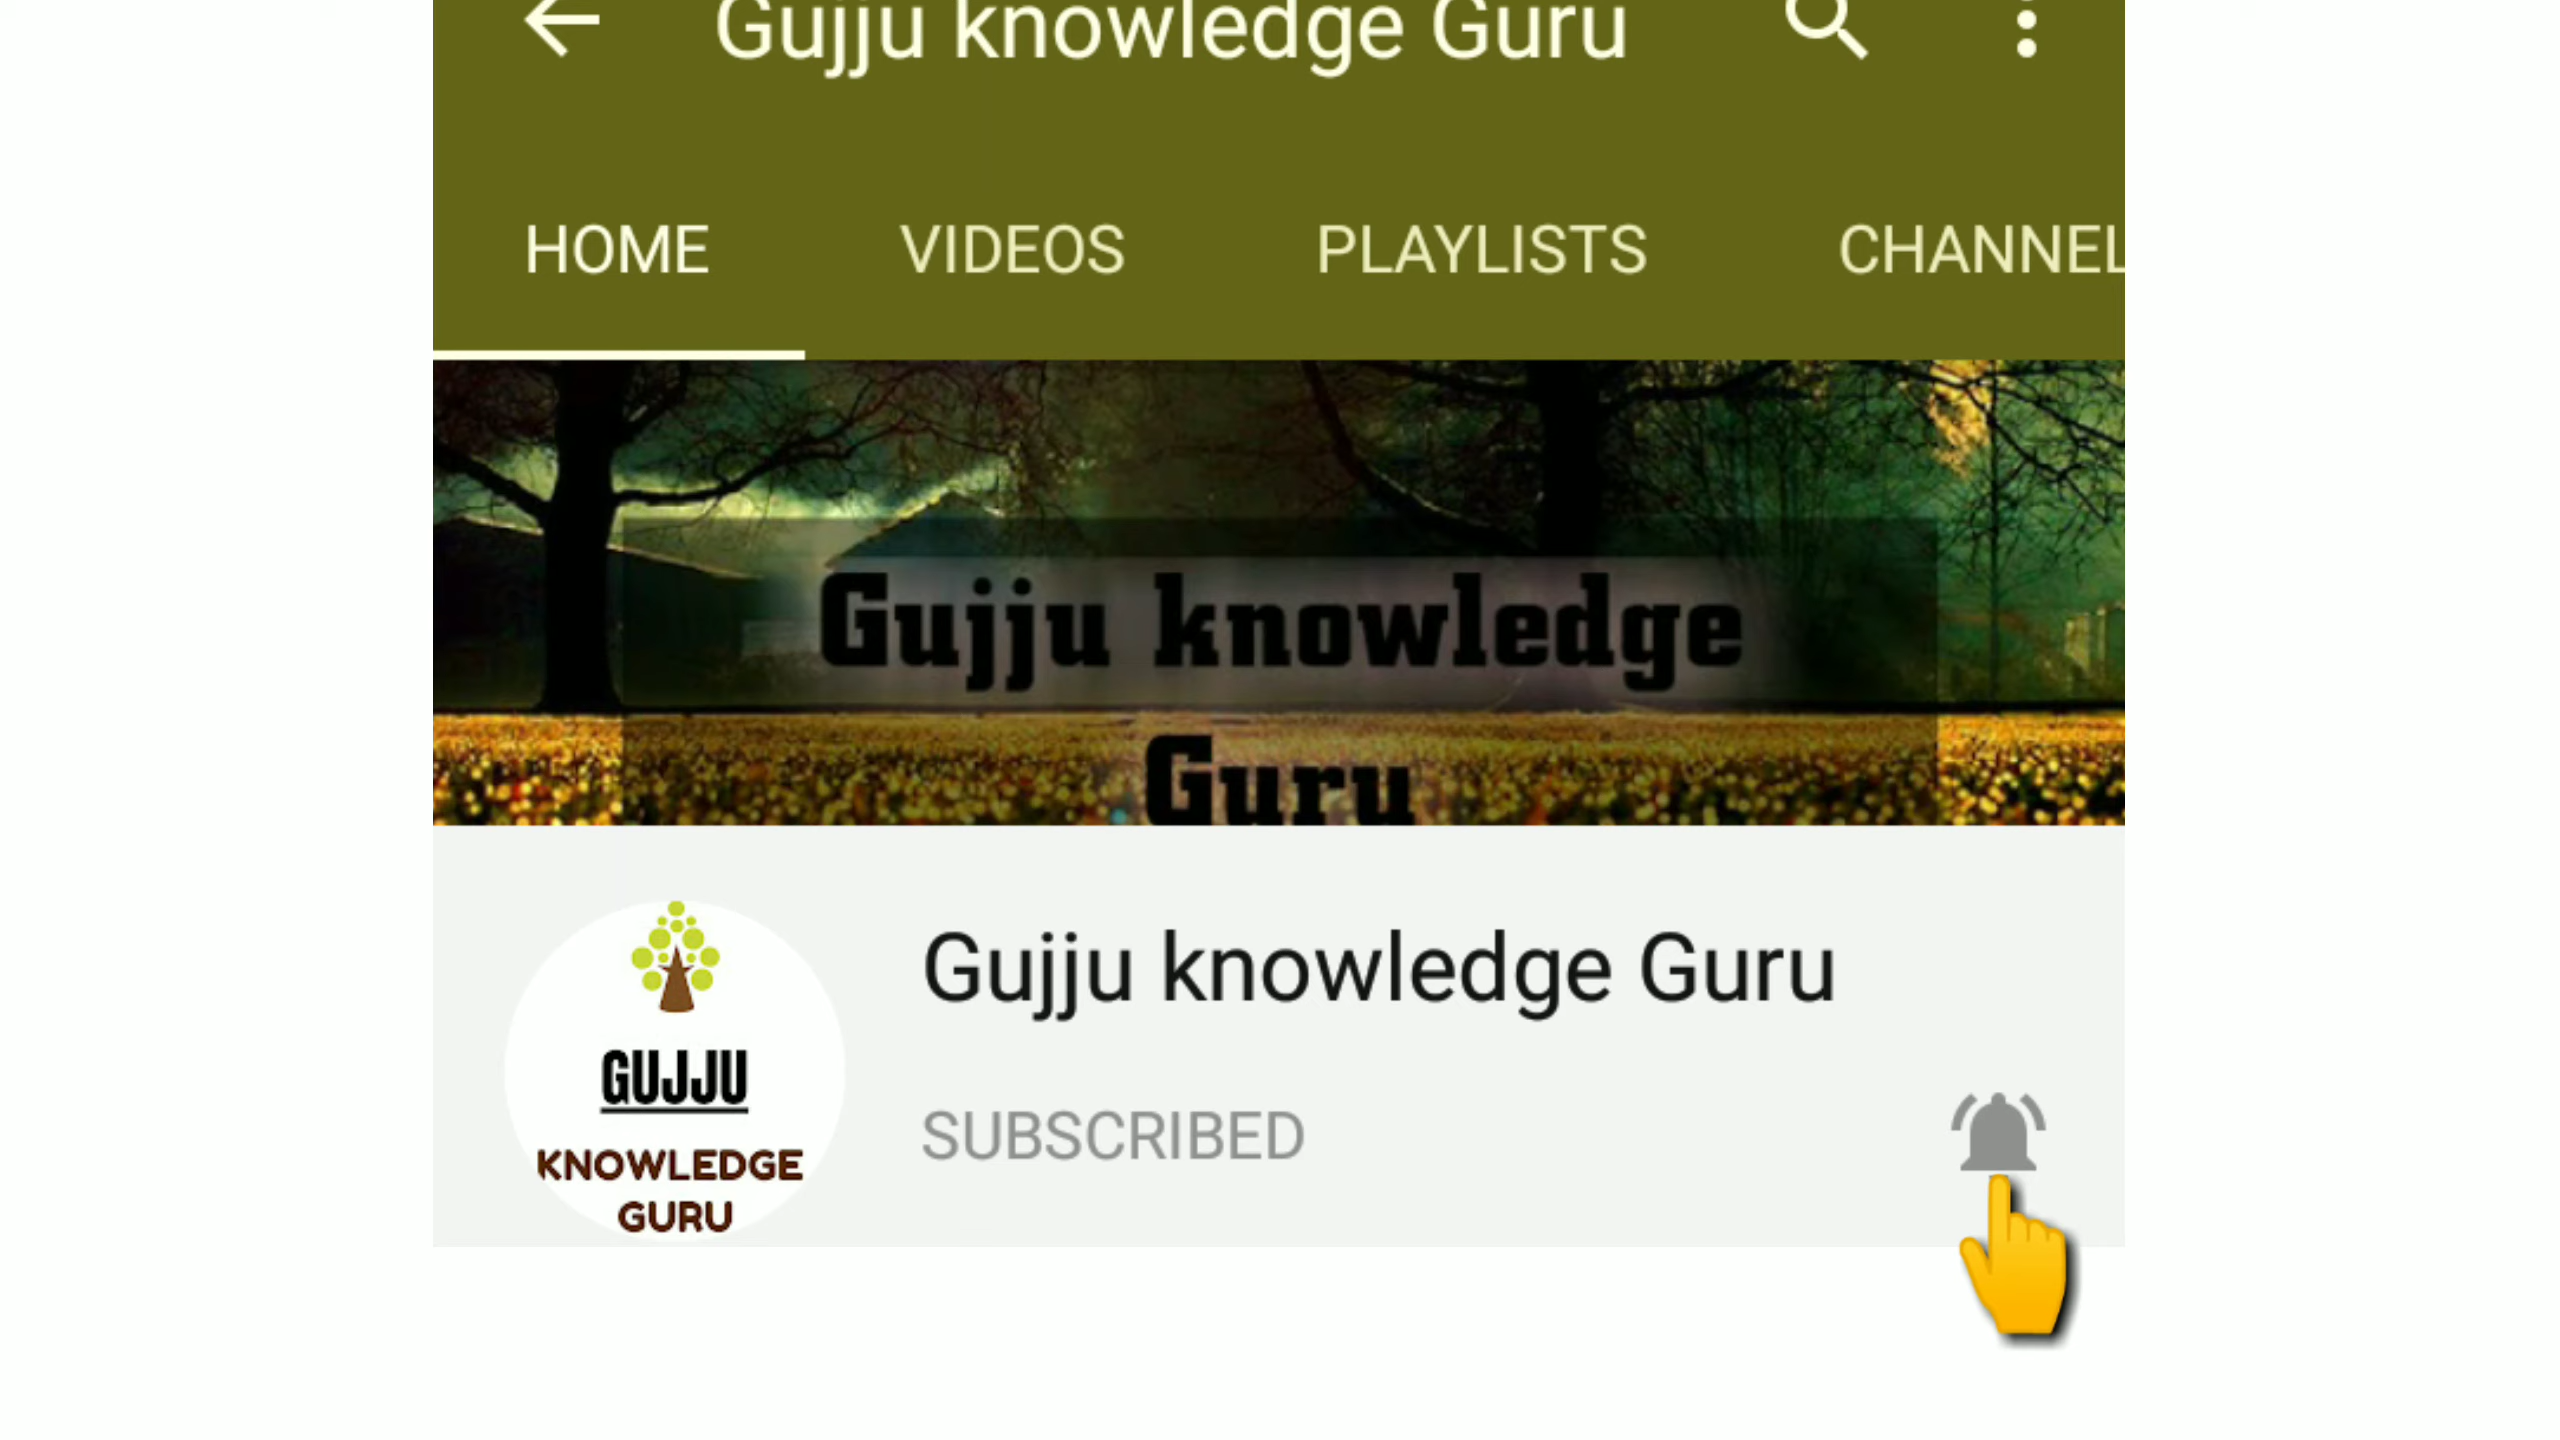 Gujju knowledge Guru
HOME VIDEOS PLAYLISTS CHANNEL
Gujju knowledge
Guru
Gujju knowledge Guru
SUBSCRIBED
GUJJU
KNOWLEDGE
GURU